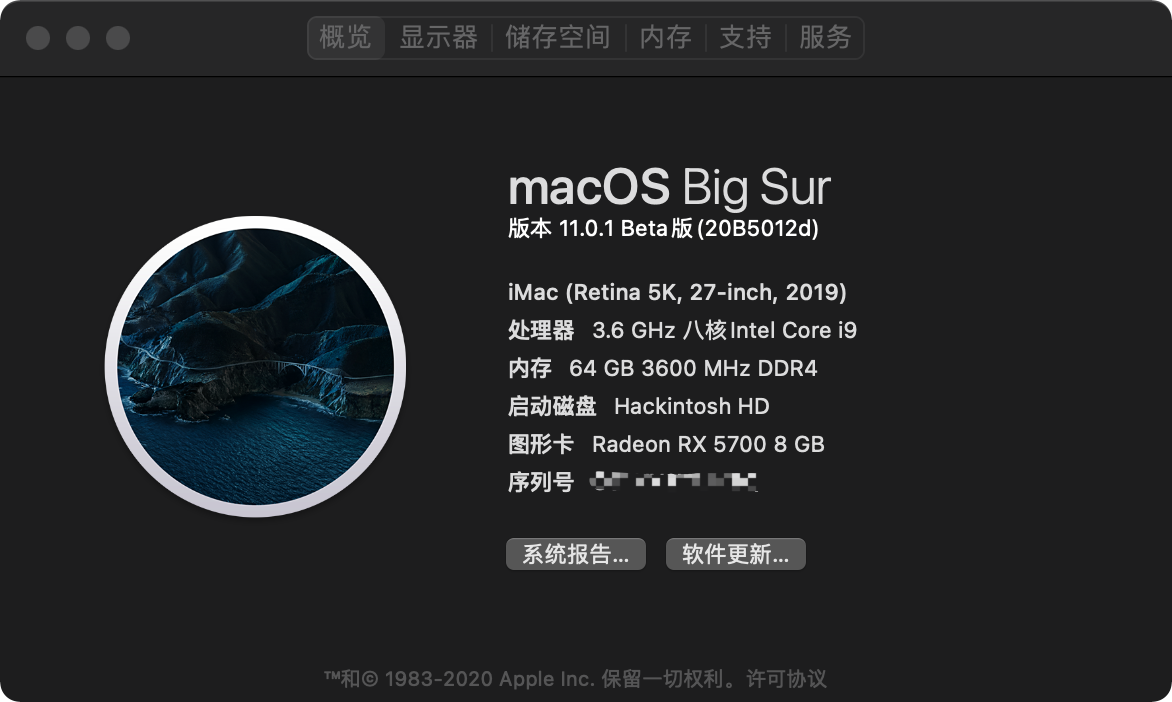 概览 显示器 储存空间 内存 支持 服务
macOS Big Sur
版本 11.0.1 Beta版 (20B5012d)
iMac (Retina 5K, 27-inch, 2019)
处理器 3.6 GHz 八核Intel Core i9
内存 64 GB 3600 MHz DDR4
启动磁盘 Hackintosh HD
图形卡 Radeon RX 5700 8 GB
序列号
系统报告... 软件更新...
™和© 1983-2020 Apple Inc. 保留一切权利。许可协议